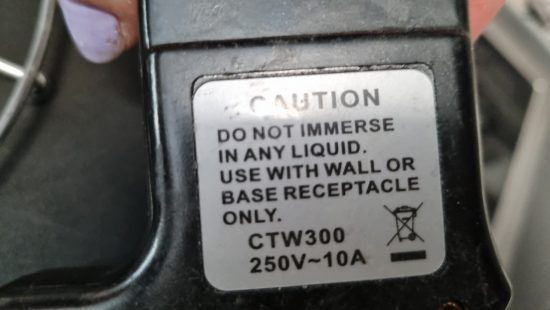 CAUTION
DO NOT IMMERSE
IN ANY LIQUID.
USE WITH WALL OR
BASE RECEPTACLE
ONLY.
CTW300
250V~10A